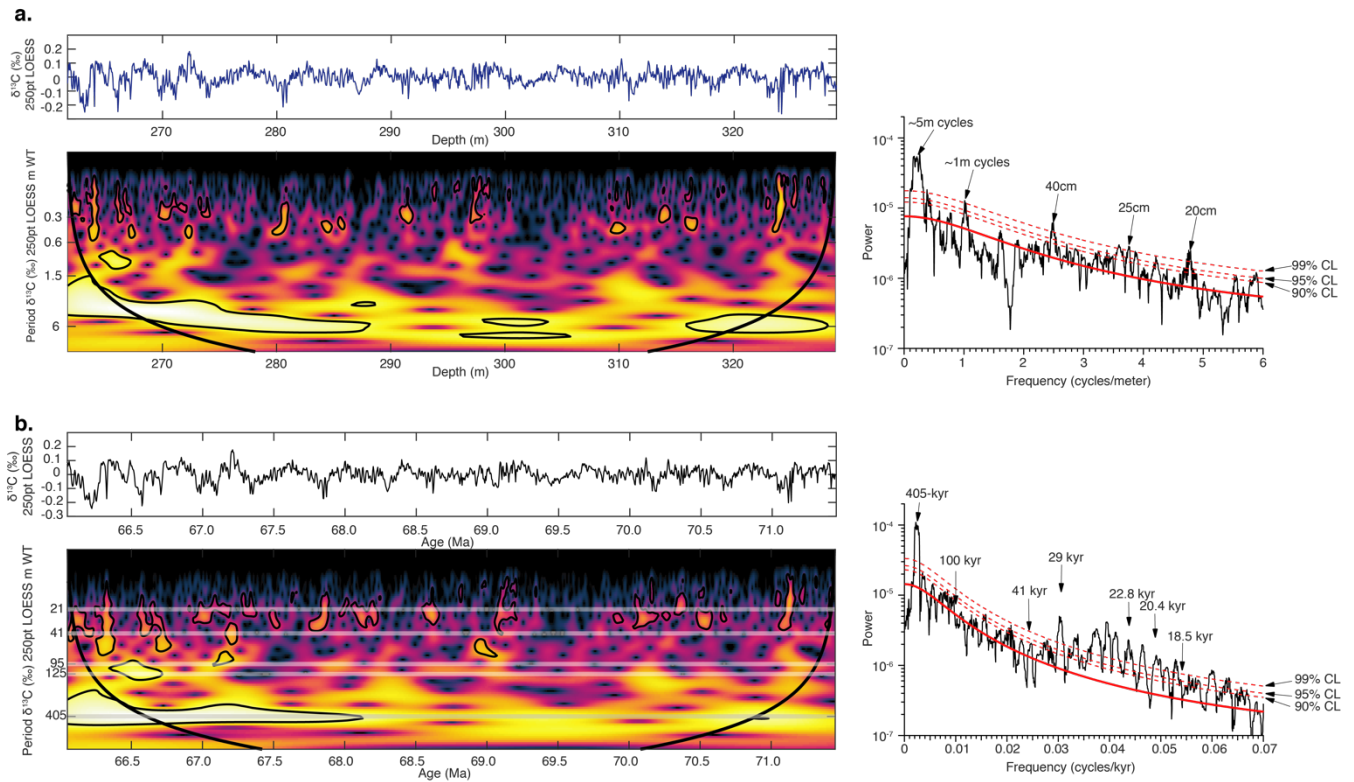 a.
δ¹³C (‰)
250pt LOESS
0.2
0.1
0
-0.1
-0.2
270
280
290
300
310
320
Depth (m)
Period δ¹³C (‰) 250pt LOESS m WT
0.3
0.6
1.5
6
270
280
290
300
310
320
Depth (m)
Power
10⁻⁴
10⁻⁵
10⁻⁶
10⁻⁷
~5m cycles
~1m cycles
40cm
25cm
20cm
99% CL
95% CL
90% CL
0
1
2
3
4
5
6
Frequency (cycles/meter)
b.
δ¹³C (‰)
250pt LOESS
0.2
0.1
0
-0.1
-0.2
-0.3
66.5
67.0
67.5
68.0
68.5
69.0
69.5
70.0
70.5
71.0
Age (Ma)
Period δ¹³C (‰) 250pt LOESS m WT
21
41
95
125
405
66.5
67.0
67.5
68.0
68.5
69.0
69.5
70.0
70.5
71.0
Age (Ma)
Power
10⁻⁴
10⁻⁵
10⁻⁶
10⁻⁷
405-kyr
100 kyr
41 kyr
29 kyr
22.8 kyr
20.4 kyr
18.5 kyr
99% CL
95% CL
90% CL
0
0.01
0.02
0.03
0.04
0.05
0.06
0.07
Frequency (cycles/kyr)